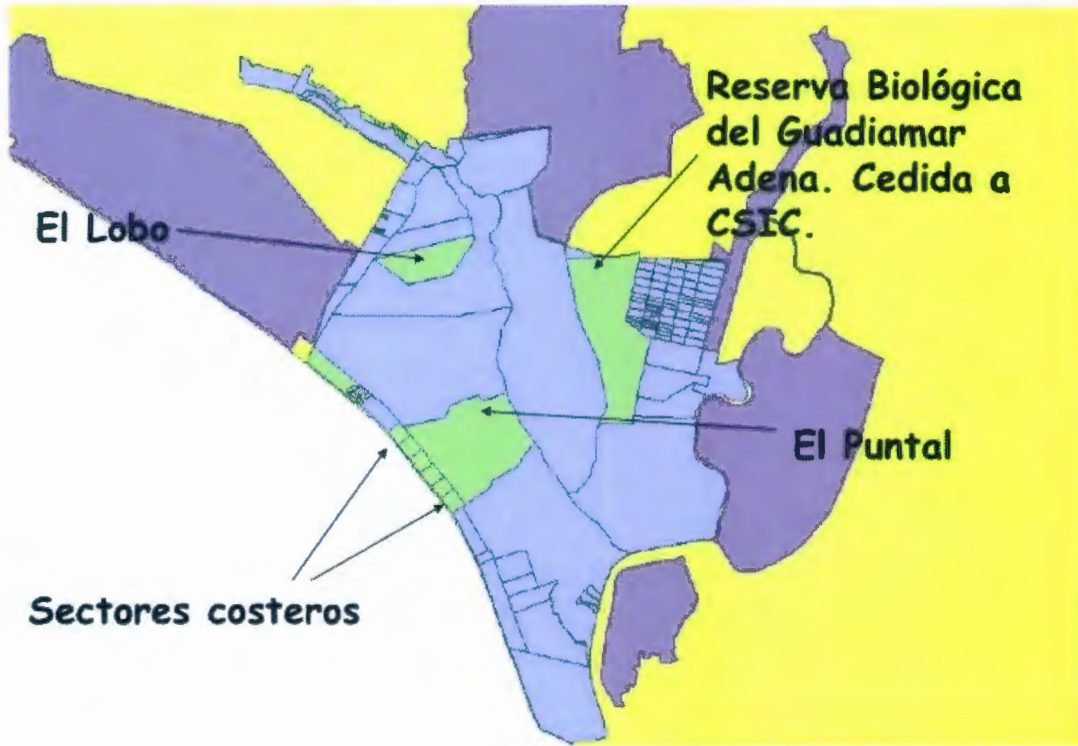 Reserva Biológica
del Guadiamar
Adena. Cedida a
CSIC.
El Lobo
El Puntal
Sectores costeros